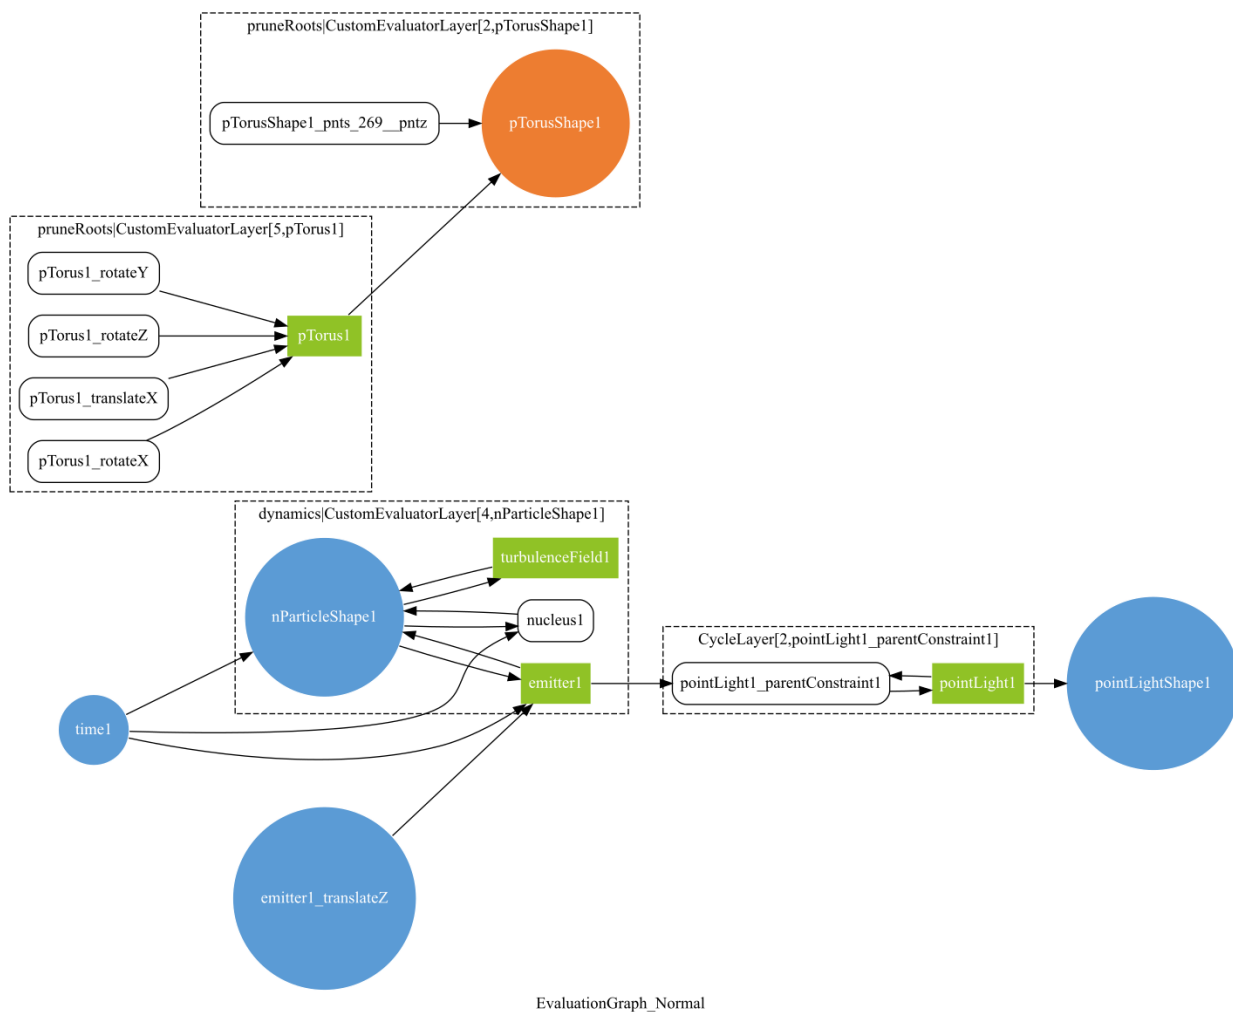 pruneRoots|CustomEvaluatorLayer[2,pTorusShape1]
pTorusShape1_pnts_269__pntz
pTorusShape1
pruneRoots|CustomEvaluatorLayer[5,pTorus1]
pTorus1_rotateY
pTorus1_rotateZ
pTorus1
pTorus1_translateX
pTorus1_rotateX
dynamics|CustomEvaluatorLayer[4,nParticleShape1]
turbulenceField1
nParticleShape1
nucleus1
emitter1
CycleLayer[2,pointLight1_parentConstraint1]
pointLight1_parentConstraint1
pointLight1
pointLightShape1
time1
emitter1_translateZ
EvaluationGraph_Normal